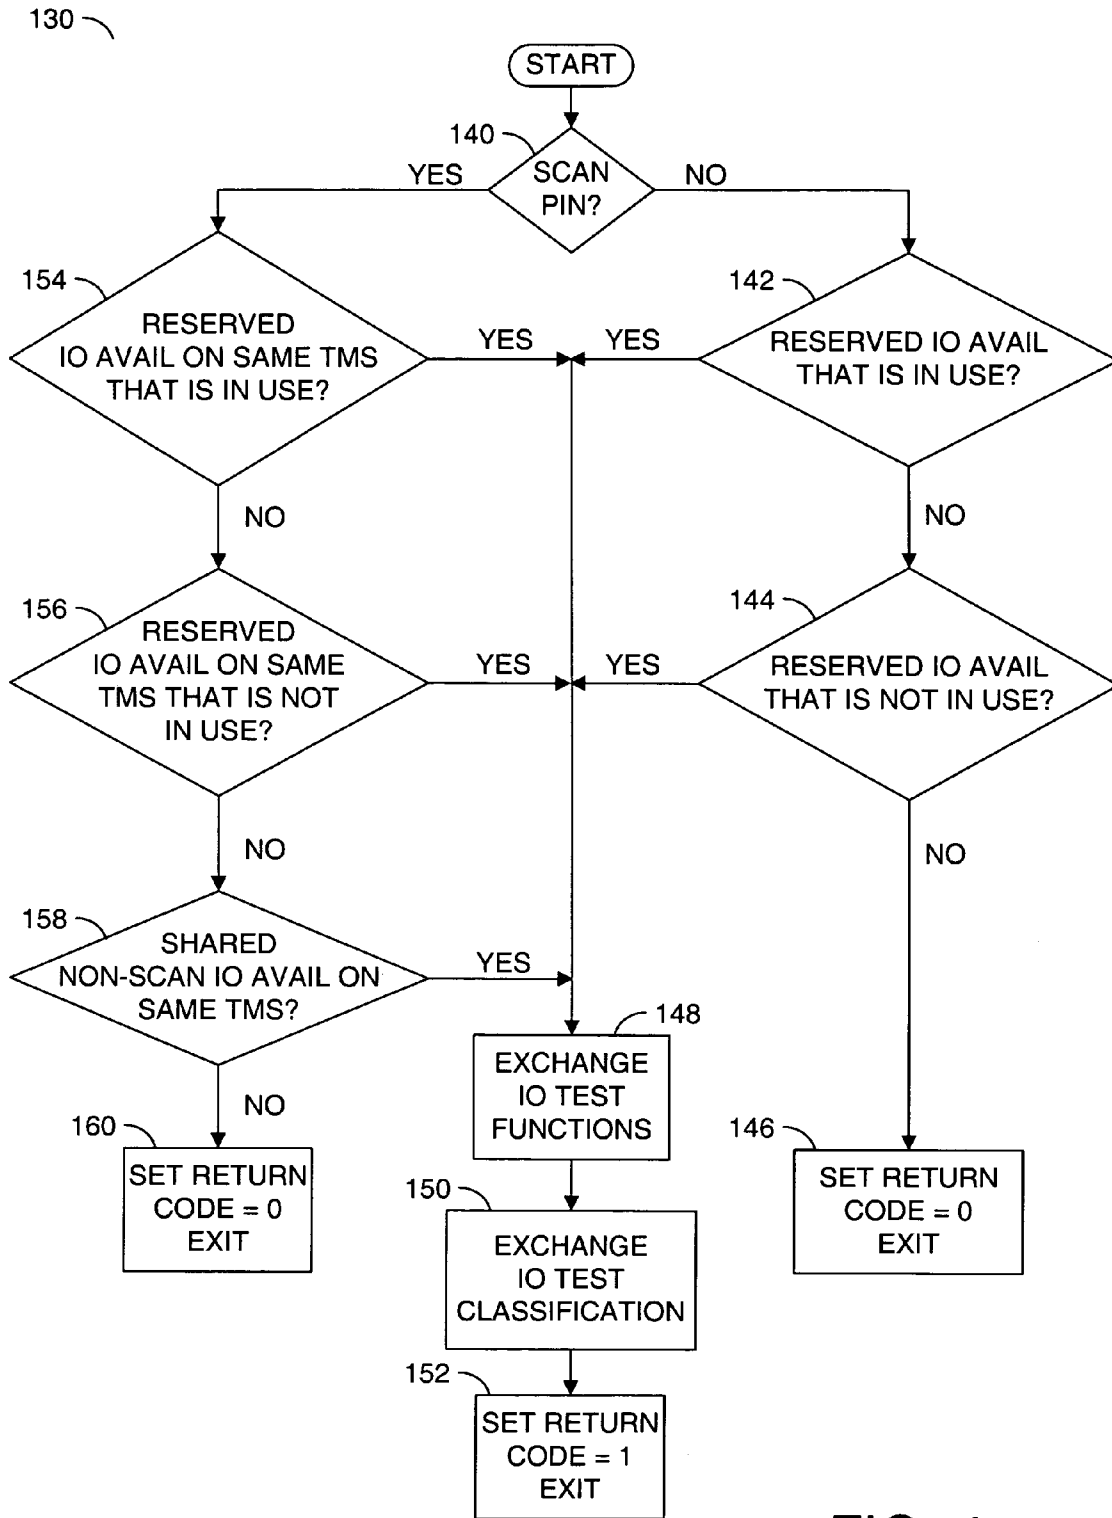 130
START
140
SCAN
PIN?
YES
NO
154
RESERVED
IO AVAIL ON SAME TMS
THAT IS IN USE?
YES
YES
142
RESERVED IO AVAIL
THAT IS IN USE?
NO
NO
156
RESERVED
IO AVAIL ON SAME
TMS THAT IS NOT
IN USE?
YES
YES
144
RESERVED IO AVAIL
THAT IS NOT IN USE?
NO
NO
158
SHARED
NON-SCAN IO AVAIL ON
SAME TMS?
YES
148
EXCHANGE
IO TEST
FUNCTIONS
NO
160
SET RETURN
CODE = 0
EXIT
146
SET RETURN
CODE = 0
EXIT
150
EXCHANGE
IO TEST
CLASSIFICATION
152
SET RETURN
CODE = 1
EXIT